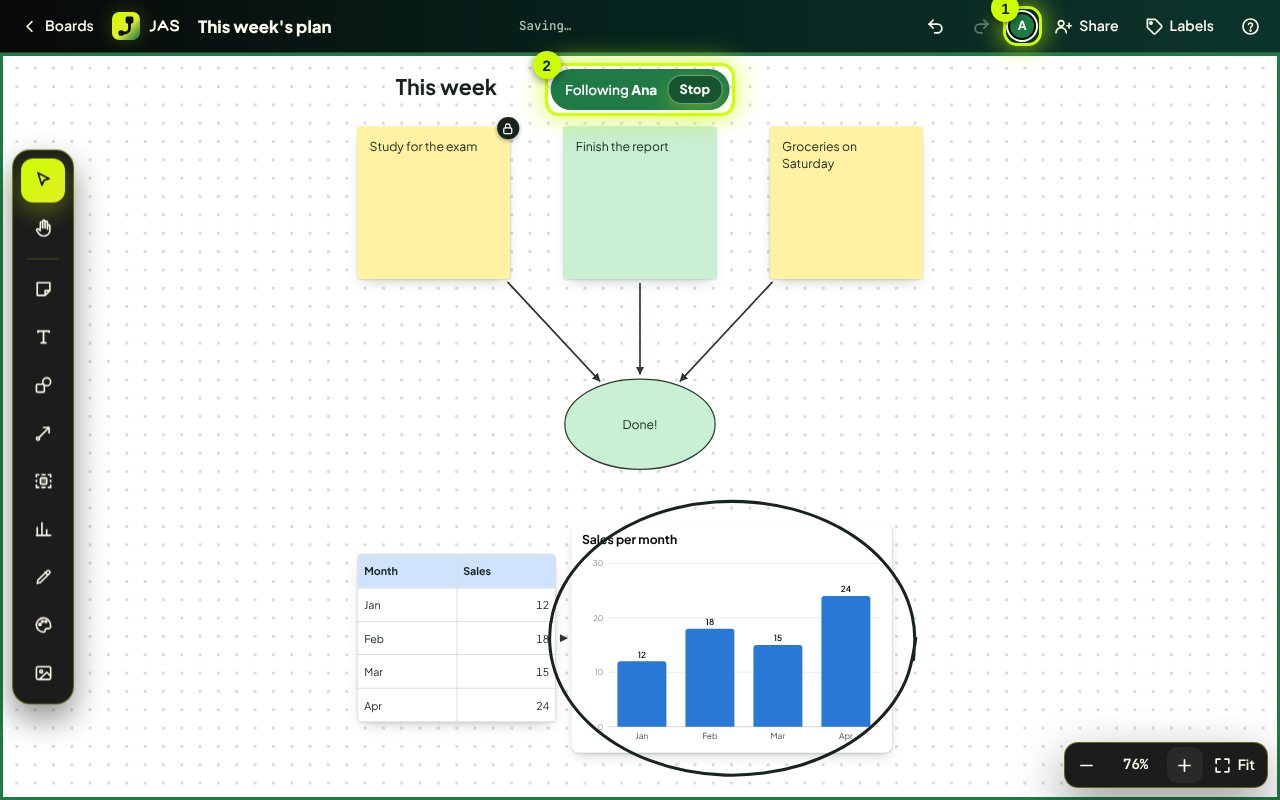 Boards
JAS
This week's plan
Saving…
1
A
Share
Labels
2
Following Ana
Stop
This week
Study for the exam
Finish the report
Groceries on
Saturday
Done!
Month Sales
Jan 12
Feb 18
Mar 15
Apr 24
Sales per month
30
20
10
0
12
18
15
24
Jan
Feb
Mar
Apr
76%
Fit